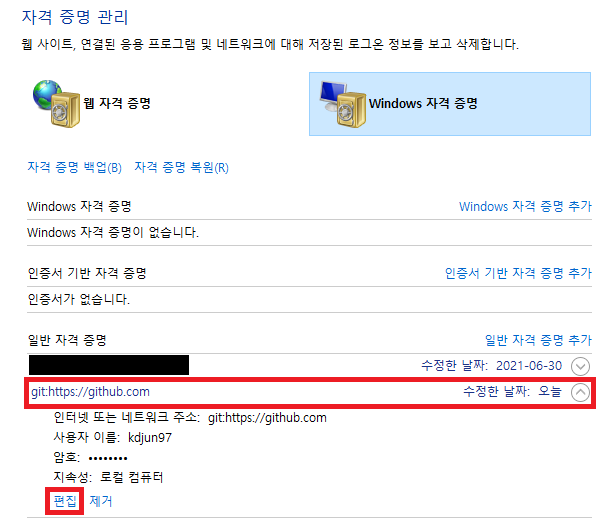 자격 증명 관리
웹 사이트, 연결된 응용 프로그램 및 네트워크에 대해 저장된 로그온 정보를 보고 삭제합니다.
웹 자격 증명 Windows 자격 증명
자격 증명 백업(B) 자격 증명 복원(R)
Windows 자격 증명 Windows 자격 증명 추가
Windows 자격 증명이 없습니다.
인증서 기반 자격 증명 인증서 기반 자격 증명 추가
인증서가 없습니다.
일반 자격 증명 일반 자격 증명 추가
수정한 날짜: 2021-06-30
git:https://github.com 수정한 날짜: 오늘
인터넷 또는 네트워크 주소: git:https://github.com
사용자 이름: kdjun97
암호: ••••••••
지속성: 로컬 컴퓨터
편집 제거